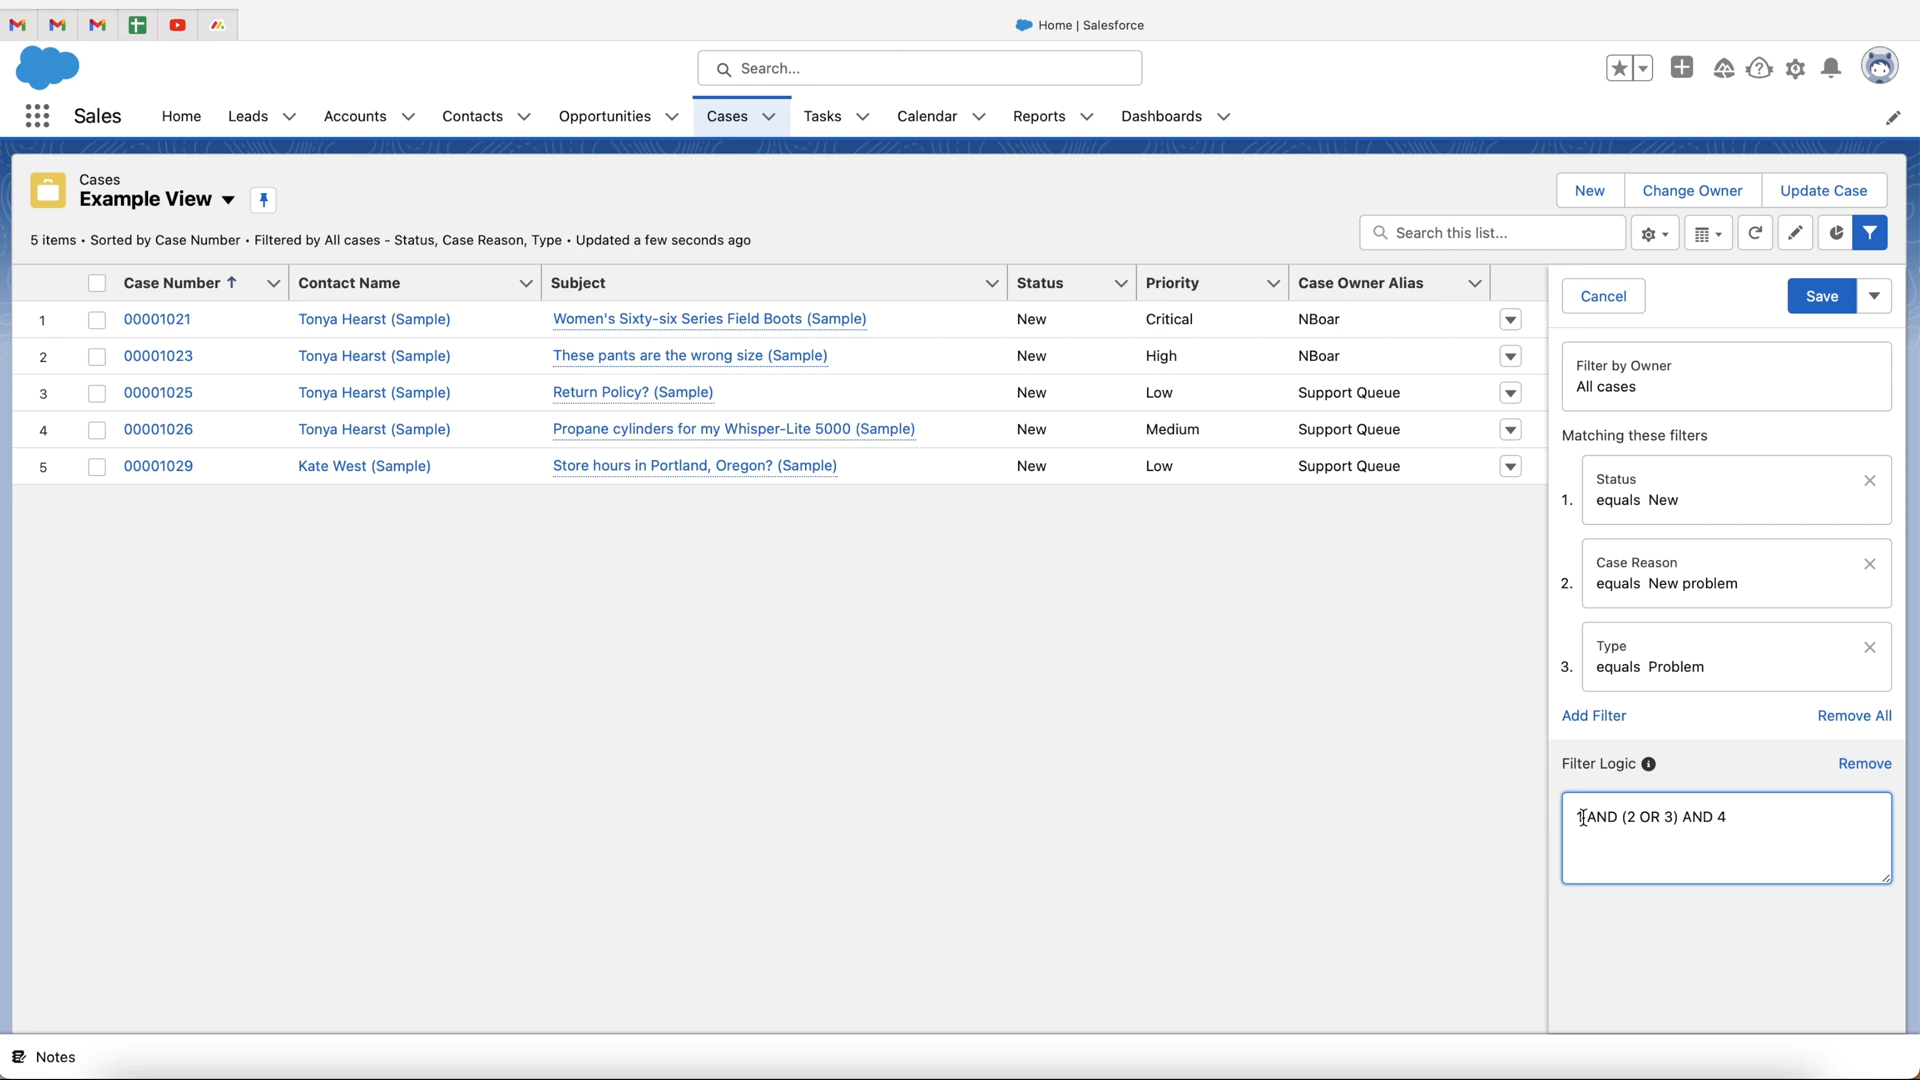 Home | Salesforce
Search...
Sales
Home
Leads
Accounts
Contacts
Opportunities
Cases
Tasks
Calendar
Reports
Dashboards
Cases
Example View
New
Change Owner
Update Case
5 items • Sorted by Case Number • Filtered by All cases - Status, Case Reason, Type • Updated a few seconds ago
Search this list...
Case Number
Contact Name
Subject
Status
Priority
Case Owner Alias
1 00001021 Tonya Hearst (Sample) Women's Sixty-six Series Field Boots (Sample) New Critical NBoar
2 00001023 Tonya Hearst (Sample) These pants are the wrong size (Sample) New High NBoar
3 00001025 Tonya Hearst (Sample) Return Policy? (Sample) New Low Support Queue
4 00001026 Tonya Hearst (Sample) Propane cylinders for my Whisper-Lite 5000 (Sample) New Medium Support Queue
5 00001029 Kate West (Sample) Store hours in Portland, Oregon? (Sample) New Low Support Queue
Cancel
Save
Filter by Owner
All cases
Matching these filters
1.
Status
equals New
2.
Case Reason
equals New problem
3.
Type
equals Problem
Add Filter
Remove All
Filter Logic
Remove
1 AND (2 OR 3) AND 4
Notes